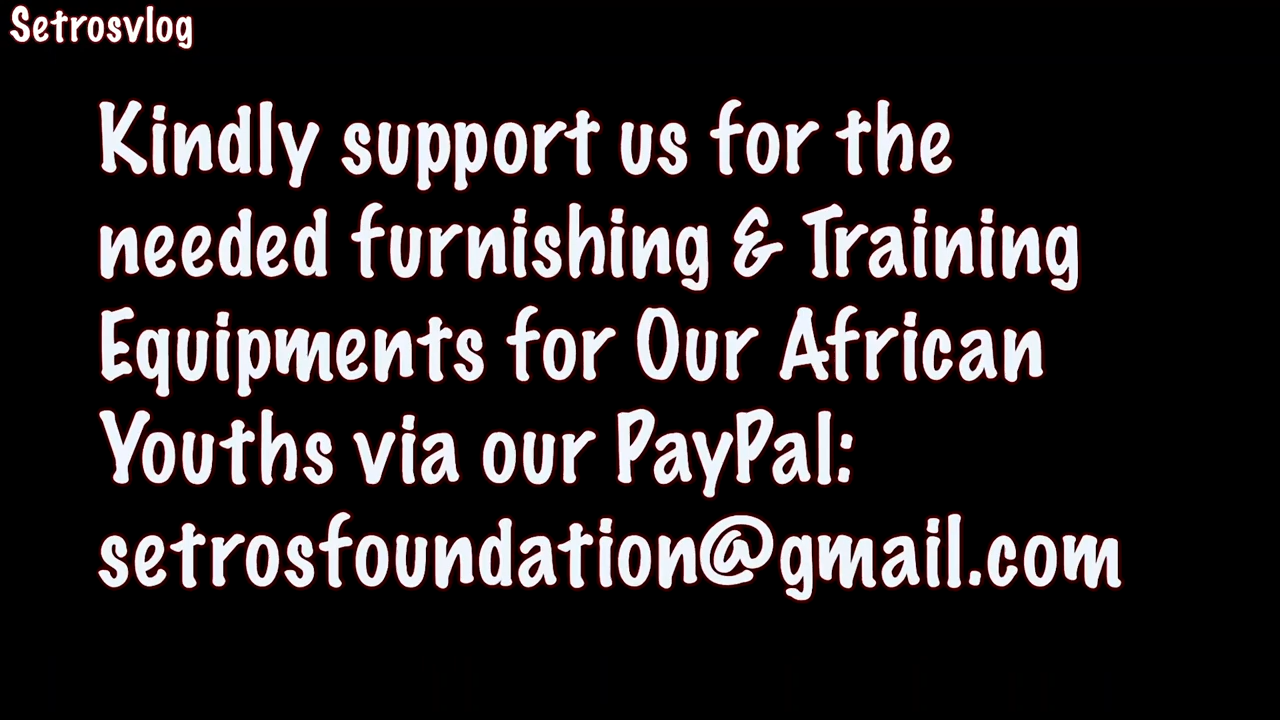 Setrosvlog
Kindly support us for the
needed furnishing & Training
Equipments for Our African
Youths via our PayPal:
setrosfoundation@gmail.com